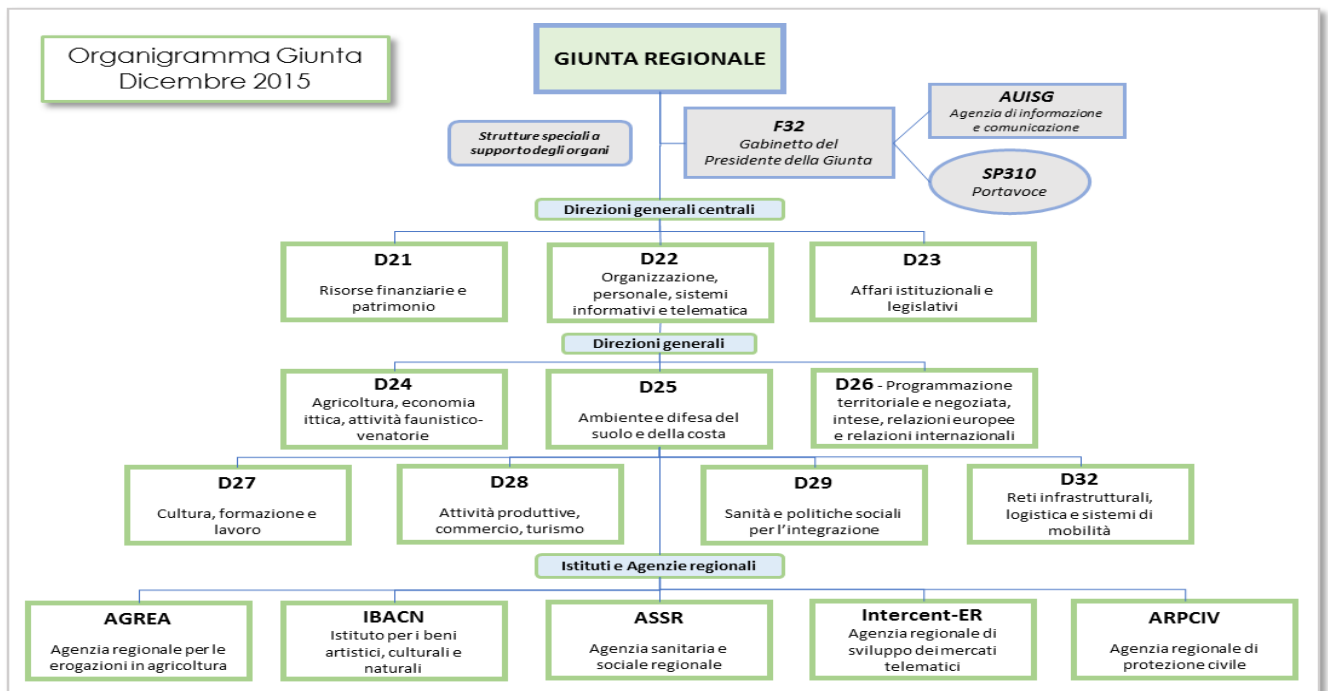 Organigramma Giunta
Dicembre 2015
GIUNTA REGIONALE
Strutture speciali a
supporto degli organi
F32
Gabinetto del
Presidente della Giunta
AUISG
Agenzia di informazione
e comunicazione
SP310
Portavoce
Direzioni generali centrali
D21
Risorse finanziarie e
patrimonio
D22
Organizzazione,
personale, sistemi
informativi e telematica
D23
Affari istituzionali e
legislativi
Direzioni generali
D24
Agricoltura, economia
ittica, attività faunistico-
venatorie
D25
Ambiente e difesa del
suolo e della costa
D26 - Programmazione
territoriale e negoziata,
intese, relazioni europee
e relazioni internazionali
D27
Cultura, formazione e
lavoro
D28
Attività produttive,
commercio, turismo
D29
Sanità e politiche sociali
per l'integrazione
D32
Reti infrastrutturali,
logistica e sistemi di
mobilità
Istituti e Agenzie regionali
AGREA
Agenzia regionale per le
erogazioni in agricoltura
IBACN
Istituto per i beni
artistici, culturali e
naturali
ASSR
Agenzia sanitaria e
sociale regionale
Intercent-ER
Agenzia regionale di
sviluppo dei mercati
telematici
ARPCIV
Agenzia regionale di
protezione civile